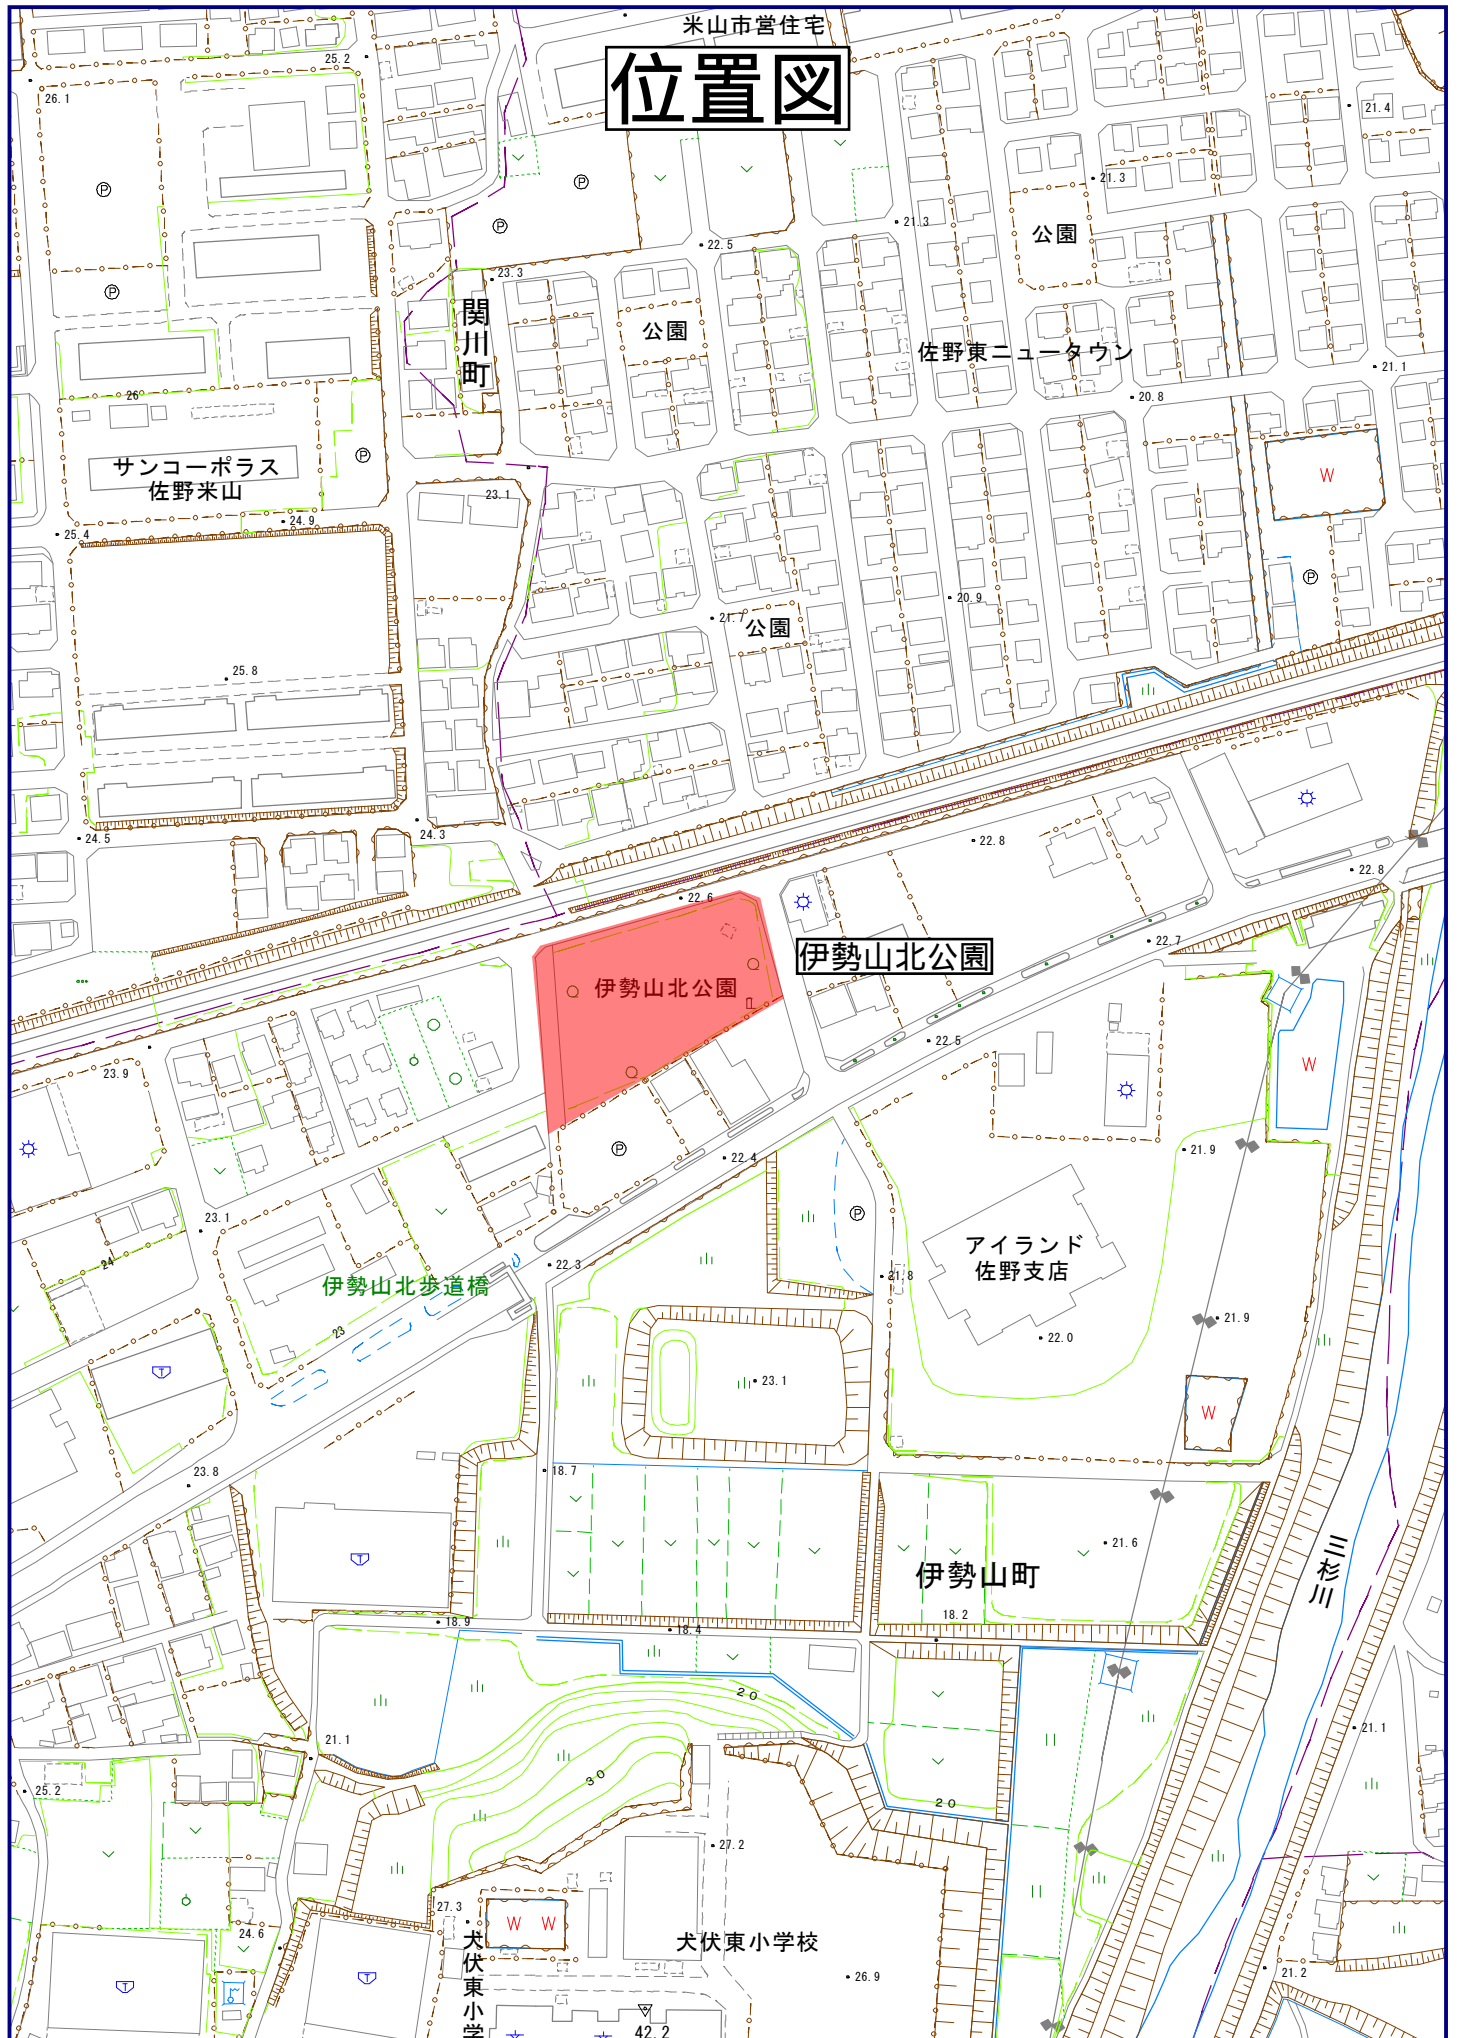 米山市営住宅
位置図
25.2
26.1
21.4
21.3
21.3
公園
22.5
23.3
関川町
公園
佐野東ニュータウン
21.1
20.8
26
サンコーポラス
佐野米山
W
23.1
24.9
25.4
20.9
21.7
公園
25.8
24.5
24.3
22.8
22.8
22.6
22.7
伊勢山北公園
伊勢山北公園
22.5
23.9
W
22.4
21.9
23.1
アイランド
佐野支店
24
22.3
21.8
伊勢山北歩道橋
21.9
23
22.0
23.1
W
23.8
18.7
21.6
三杉川
伊勢山町
18.9
18.4
18.2
20
21.1
21.1
30
20
25.2
27.2
27.3
W W
24.6
犬伏東小学校
犬伏東小学
26.9
21.2
42.2
P
P
P
P
P
P
P
P
T
T
T
T